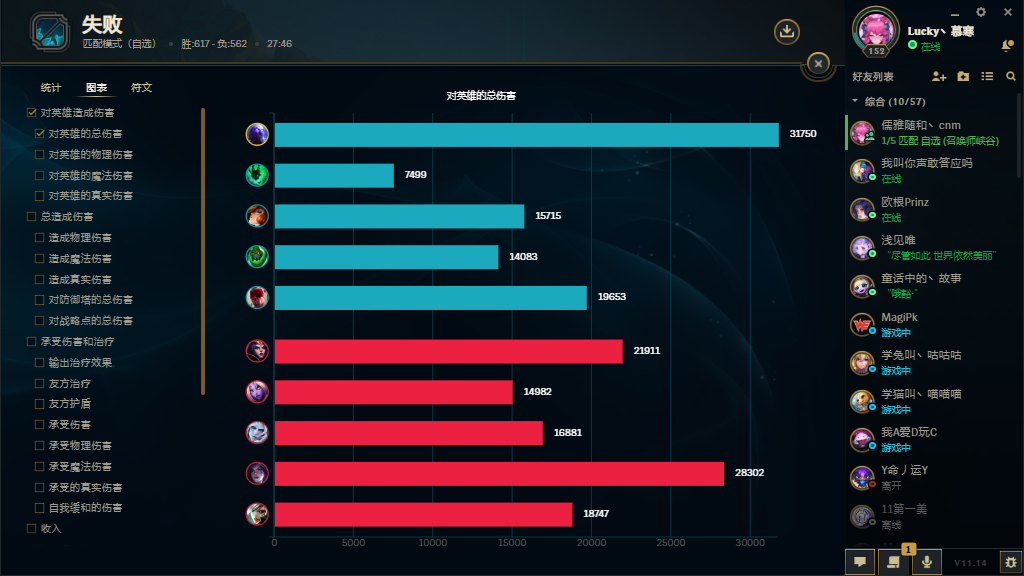 失败
匹配模式（自选） • 胜:617 - 负:562 • 27:46
统计 图表 符文
对英雄造成伤害
对英雄的总伤害
对英雄的物理伤害
对英雄的魔法伤害
对英雄的真实伤害
总造成伤害
造成物理伤害
造成魔法伤害
造成真实伤害
对防御塔的总伤害
对战略点的总伤害
承受伤害和治疗
输出治疗效果
友方治疗
友方护盾
承受伤害
承受物理伤害
承受魔法伤害
承受的真实伤害
自我缓和的伤害
收入
对英雄的总伤害
31750
7499
15715
14083
19653
21911
14982
16881
28302
18747
0 5000 10000 15000 20000 25000 30000
152
Lucky丶慕寒
在线
好友列表
综合 (10/57)
儒雅随和丶cnm
1/5 匹配 自选 (召唤师峡谷)
我叫你声敢答应吗
在线
欧根Prinz
在线
浅见唯
"尽管如此 世界依然美丽"
童话中的丶故事
MagiPk
游戏中
学兔叫丶咕咕咕
游戏中
学猫叫丶喵喵喵
游戏中
我A爱D玩C
游戏中
Y命丿运Y
离开
11第一美
离线
1
V11.14